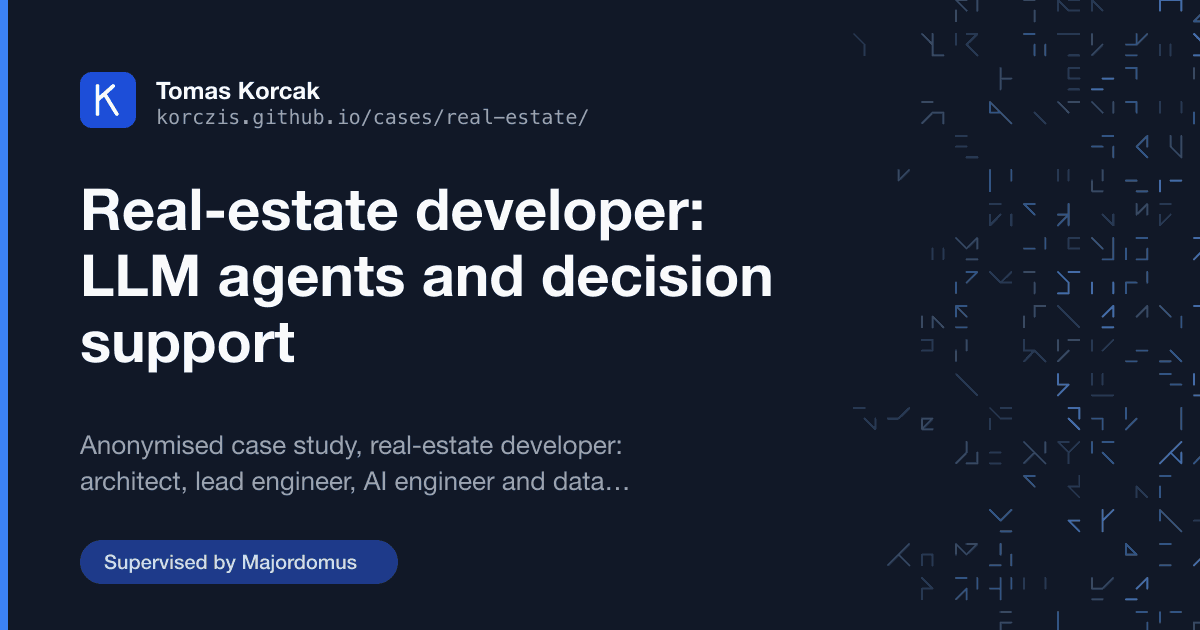 K
Tomas Korcak
korczis.github.io/cases/real-estate/
Real-estate developer:
LLM agents and decision
support
Anonymised case study, real-estate developer:
architect, lead engineer, AI engineer and data…
Supervised by Majordomus